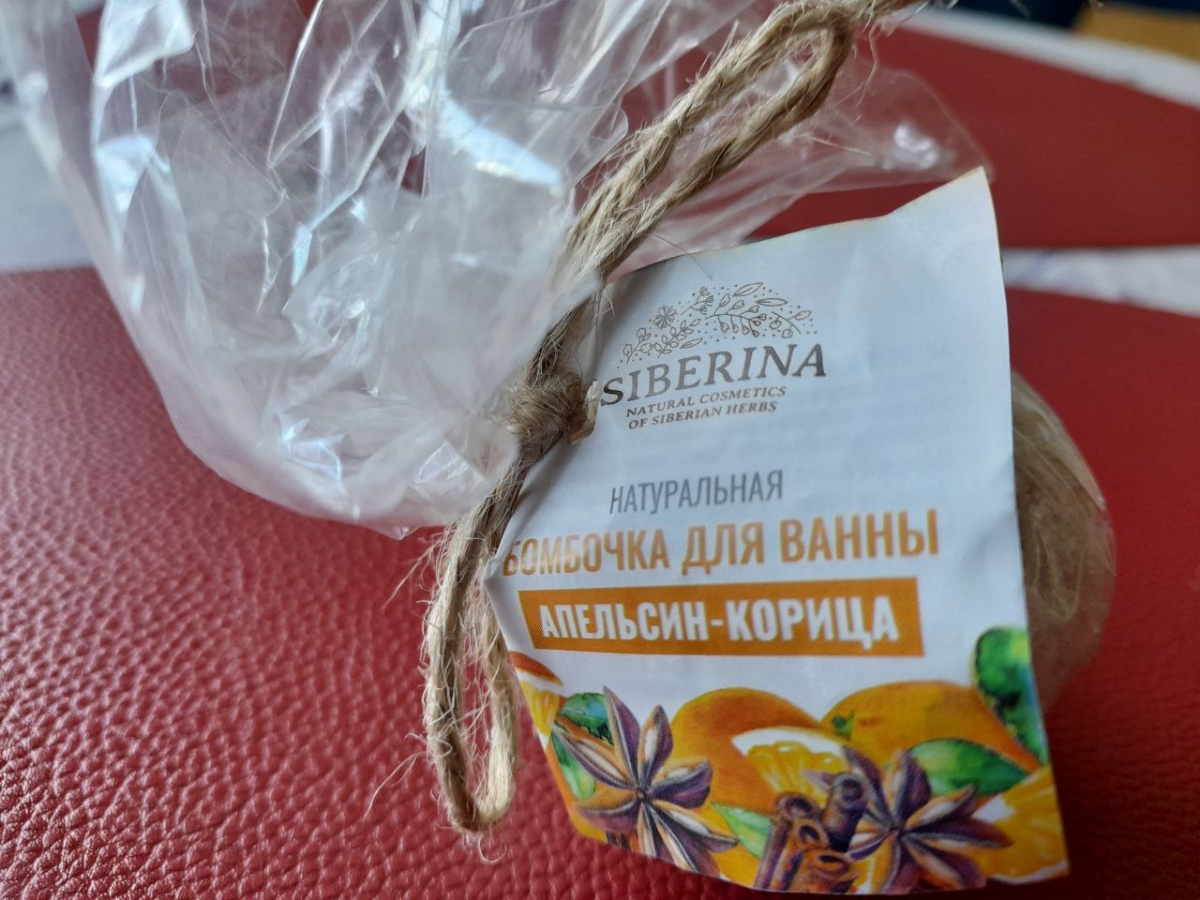 SIBERINA
NATURAL COSMETICS
OF SIBERIAN HERBS
НАТУРАЛЬНАЯ
БОМБОЧКА ДЛЯ ВАННЫ
АПЕЛЬСИН-КОРИЦА